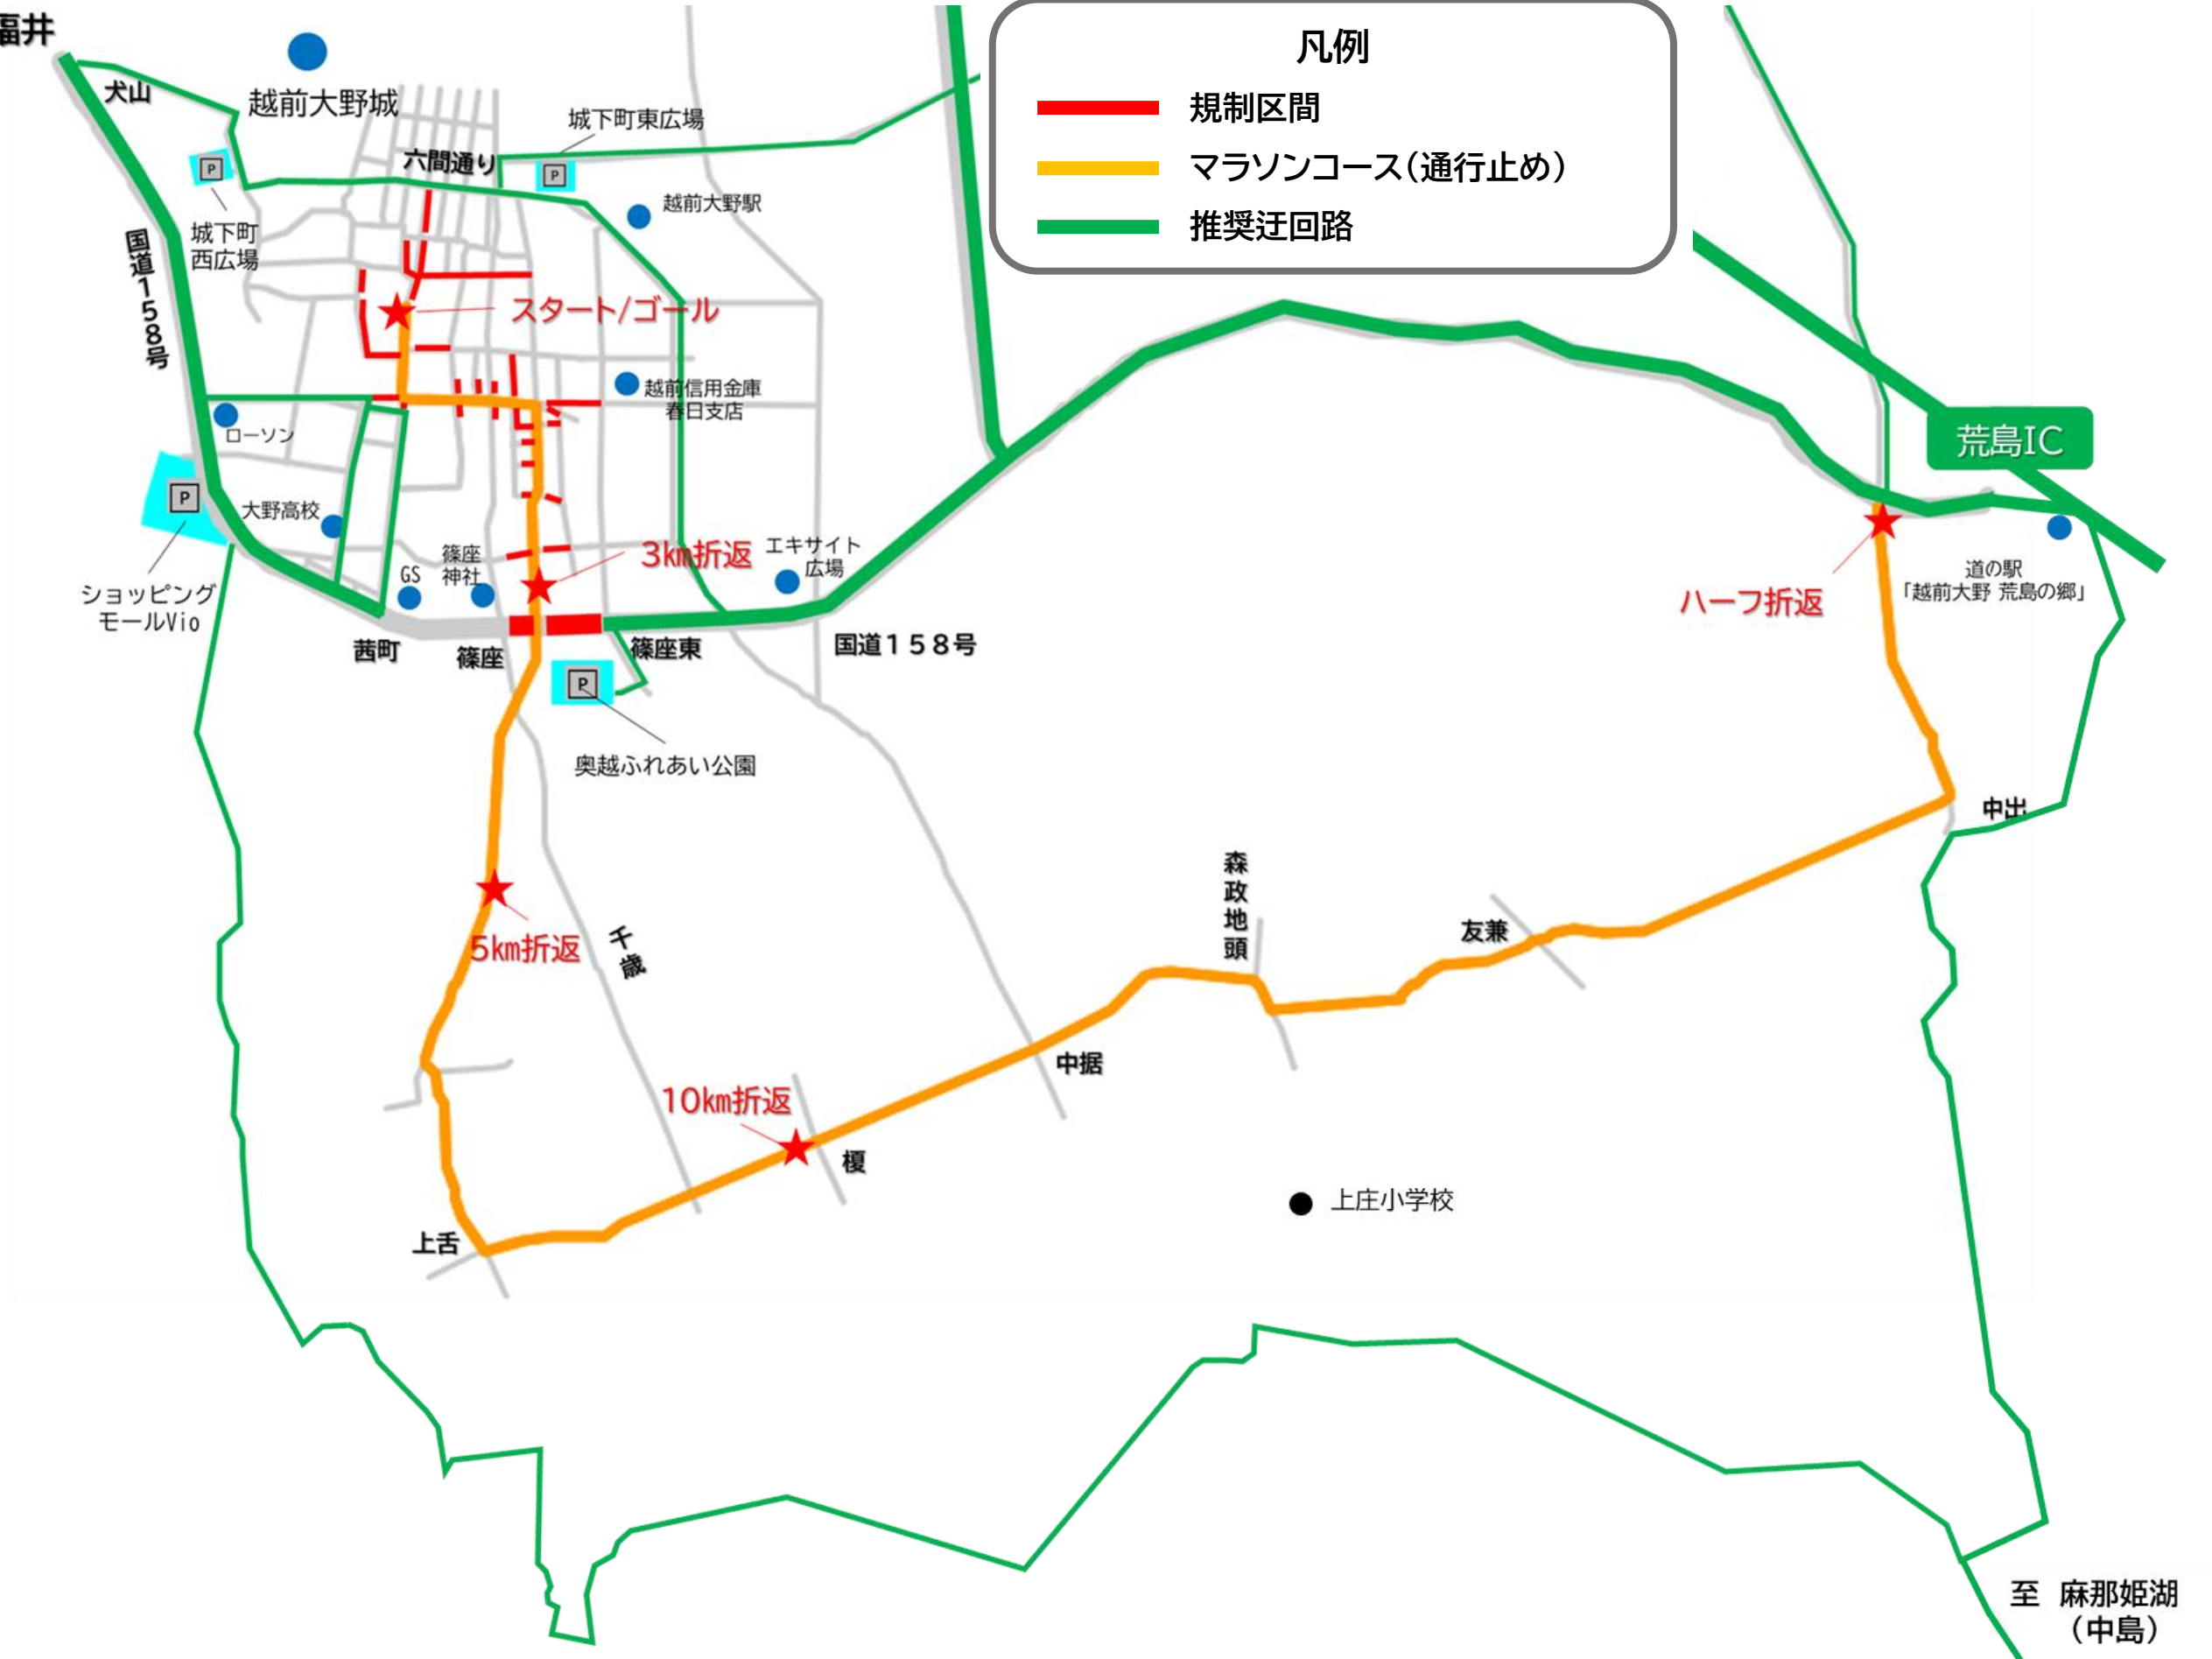 福井
凡例
規制区間
マラソンコース（通行止め）
推奨迂回路
犬山
越前大野城
城下町東広場
六間通り
P
P
越前大野駅
城下町
西広場
国道158号
スタート/ゴール
越前信用金庫
春日支店
ローソン
荒島IC
P
大野高校
篠座
神社
GS
3km折返
エキサイト
広場
ショッピング
モールVio
道の駅
「越前大野 荒島の郷」
ハーフ折返
茜町
篠座
篠座東
国道158号
P
奥越ふれあい公園
中出
森政地頭
友兼
5km折返
千歳
中据
10km折返
榎
上庄小学校
上舌
至 麻那姫湖
（中島）